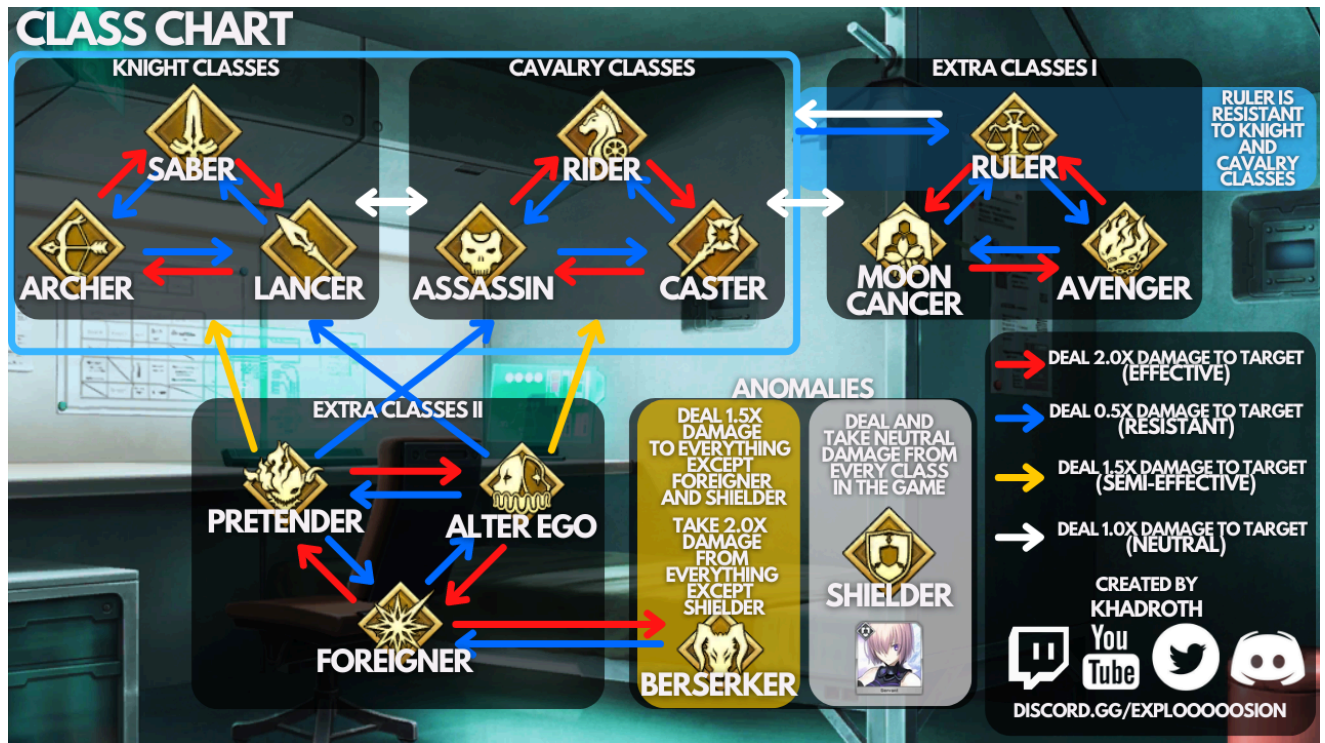 CLASS CHART
KNIGHT CLASSES
SABER
ARCHER
LANCER
CAVALRY CLASSES
RIDER
ASSASSIN
CASTER
EXTRA CLASSES I
RULER
MOON
CANCER
AVENGER
RULER IS
RESISTANT
TO KNIGHT
AND
CAVALRY
CLASSES
EXTRA CLASSES II
PRETENDER
ALTER EGO
FOREIGNER
ANOMALIES
DEAL 1.5X
DAMAGE
TO EVERYTHING
EXCEPT
FOREIGNER
AND SHIELDER
TAKE 2.0X
DAMAGE
FROM
EVERYTHING
EXCEPT
SHIELDER
BERSERKER
DEAL AND
TAKE NEUTRAL
DAMAGE FROM
EVERY CLASS
IN THE GAME
SHIELDER
DEAL 2.0X DAMAGE TO TARGET
(EFFECTIVE)
DEAL 0.5X DAMAGE TO TARGET
(RESISTANT)
DEAL 1.5X DAMAGE TO TARGET
(SEMI-EFFECTIVE)
DEAL 1.0X DAMAGE TO TARGET
(NEUTRAL)
CREATED BY
KHADROTH
You
Tube
DISCORD.GG/EXPLOOOOOSION